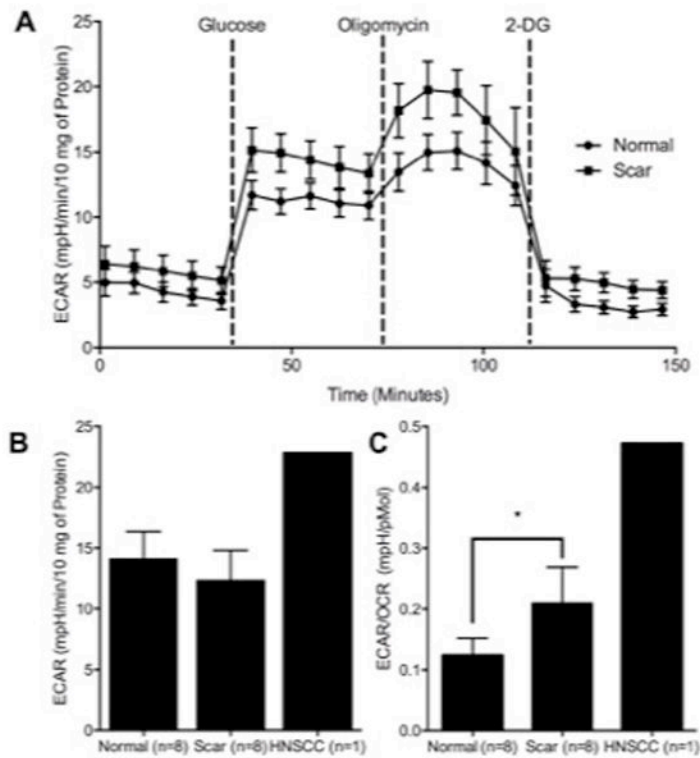 A
Glucose
Oligomycin
2-DG
25
20
15
10
5
0
ECAR (mpH/min/10 mg of Protein)
Normal
Scar
0
50
100
150
Time (Minutes)
B
25
20
15
10
5
0
ECAR (mpH/min/10 mg of Protein)
Normal (n=8) Scar (n=8) HNSCC (n=1)
C
0.5
0.4
0.3
0.2
0.1
0.0
ECAR/OCR (mpH/pMol)
*
Normal (n=8) Scar (n=8) HNSCC (n=1)